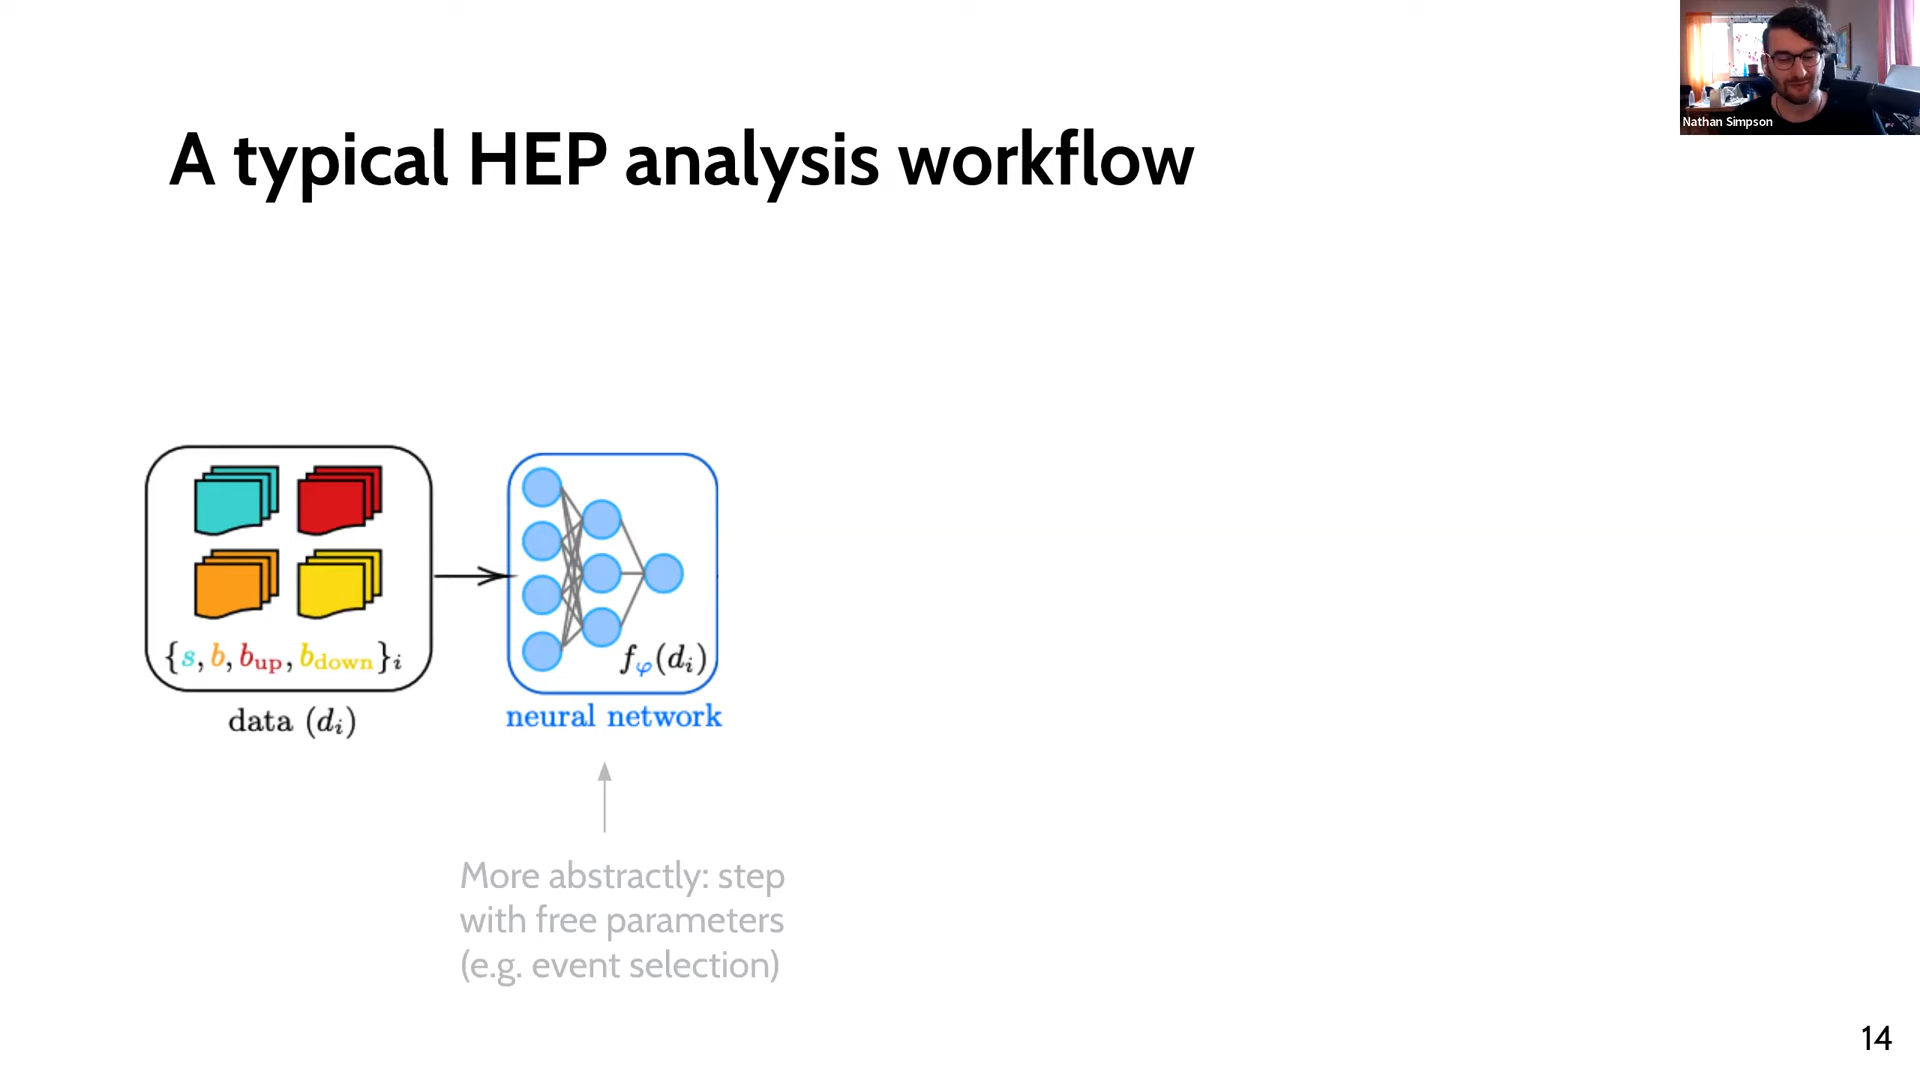 Nathan Simpson
A typical HEP analysis workflow
{s, b, b_up, b_down}_i
f_φ(d_i)
data (d_i)
neural network
More abstractly: step
with free parameters
(e.g. event selection)
14